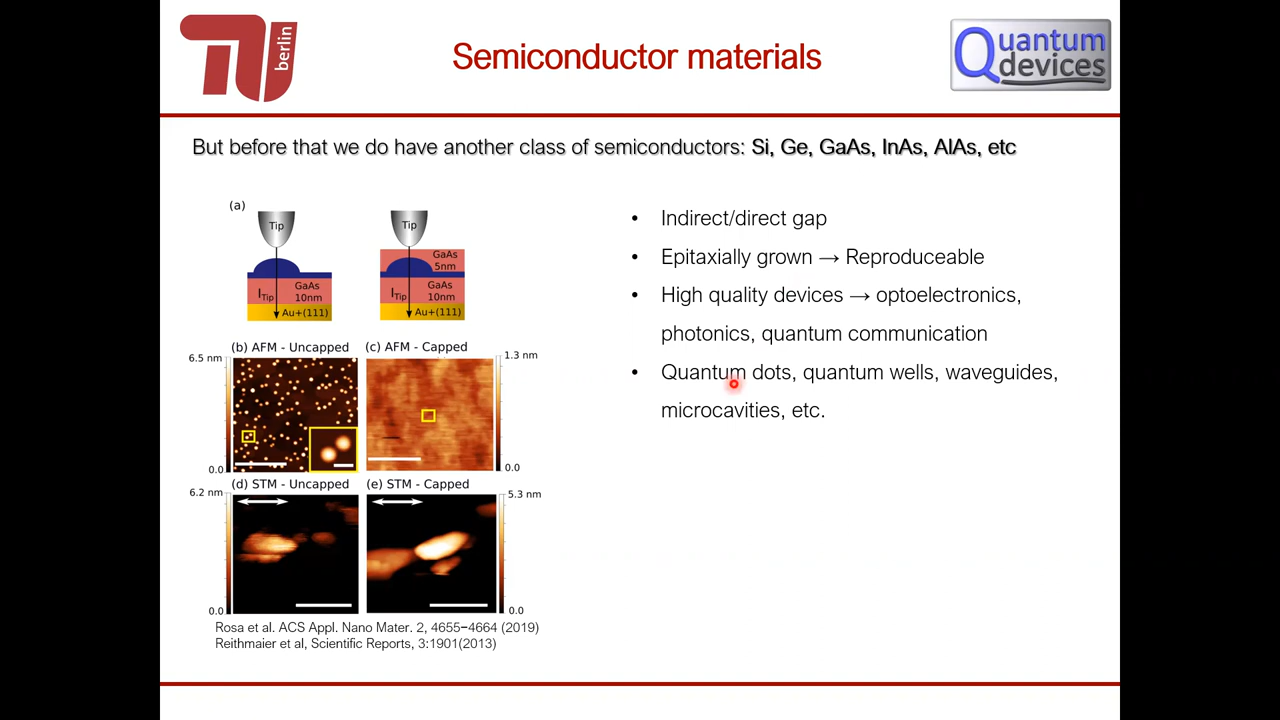 TU berlin
Semiconductor materials
Quantum devices
But before that we do have another class of semiconductors: Si, Ge, GaAs, InAs, AlAs, etc
(a)
Tip
Tip
GaAs
5nm
I_Tip
GaAs
10nm
Au+(111)
I_Tip
GaAs
10nm
Au+(111)
(b) AFM - Uncapped
(c) AFM - Capped
6.5 nm
1.3 nm
0.0
0.0
(d) STM - Uncapped
(e) STM - Capped
6.2 nm
5.3 nm
0.0
0.0
Rosa et al. ACS Appl. Nano Mater. 2, 4655−4664 (2019)
Reithmaier et al, Scientific Reports, 3:1901(2013)
• Indirect/direct gap
• Epitaxially grown → Reproduceable
• High quality devices → optoelectronics,
photonics, quantum communication
• Quantum dots, quantum wells, waveguides,
microcavities, etc.